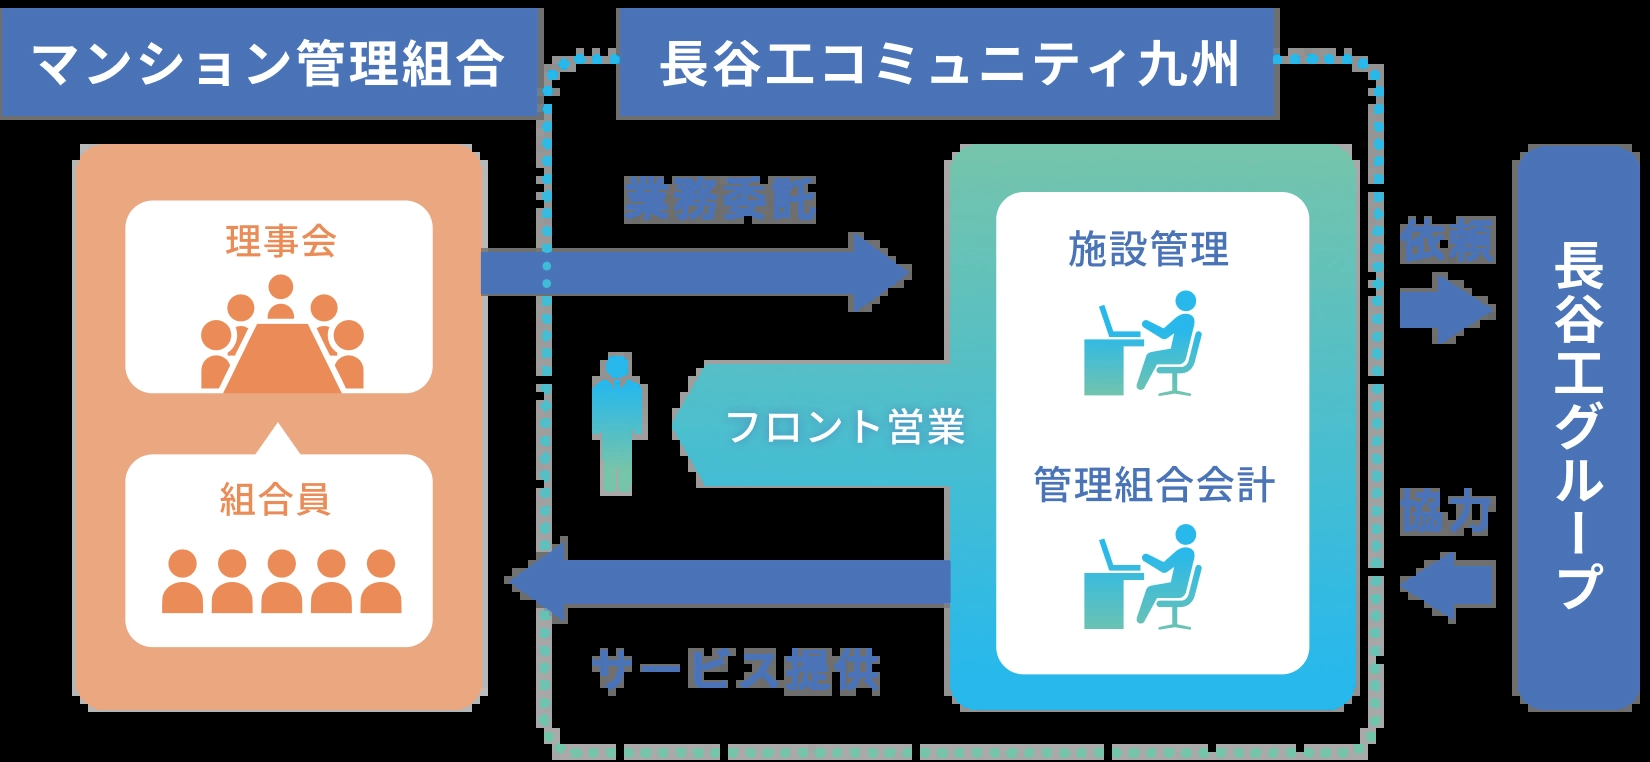 マンション管理組合
長谷工コミュニティ九州
理事会
組合員
業務委託
フロント営業
サービス提供
施設管理
管理組合会計
依頼
協力
長谷工グループ